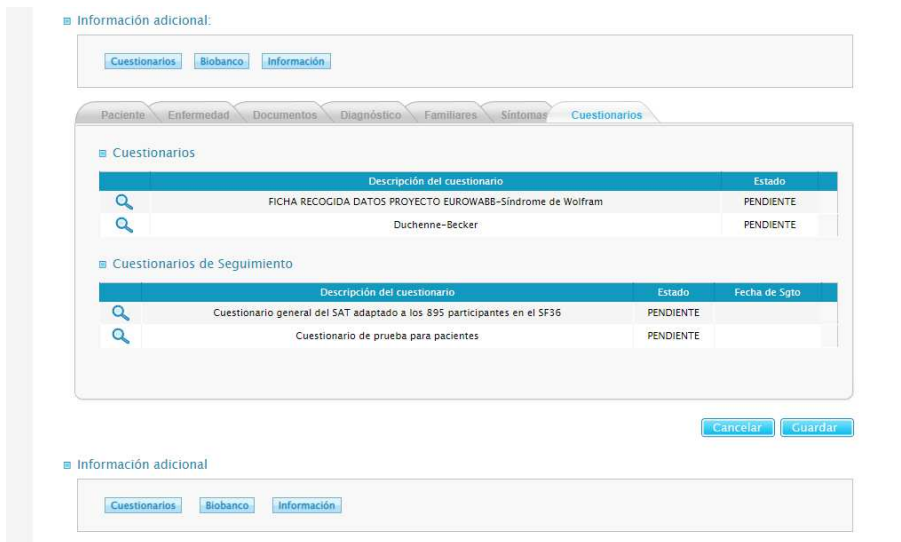 Información adicional:
Cuestionarios Biobanco Información
Paciente Enfermedad Documentos Diagnóstico Familiares Síntomas Cuestionarios
Cuestionarios
Descripción del cuestionario Estado
FICHA RECOGIDA DATOS PROYECTO EUROWABB-Síndrome de Wolfram PENDIENTE
Duchenne-Becker PENDIENTE
Cuestionarios de Seguimiento
Descripción del cuestionario Estado Fecha de Sgto
Cuestionario general del SAT adaptado a los 895 participantes en el SF36 PENDIENTE
Cuestionario de prueba para pacientes PENDIENTE
Cancelar Guardar
Información adicional
Cuestionarios Biobanco Información